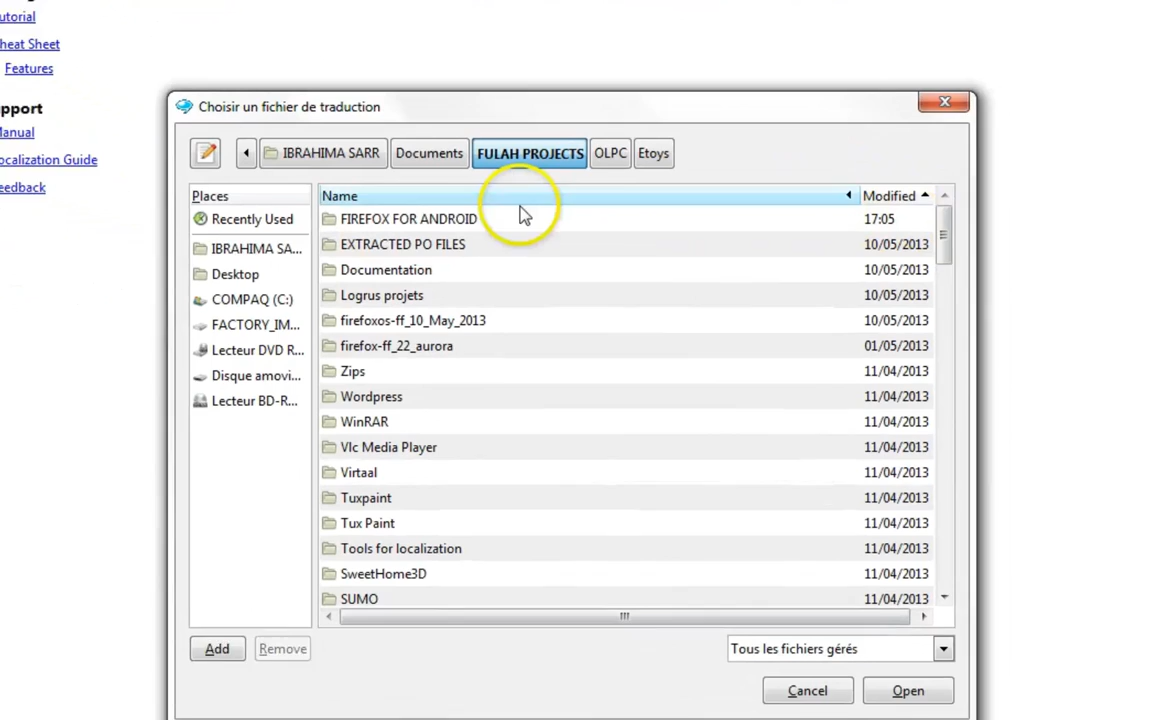 utorial
heat Sheet
Features
pport
Manual
ocalization Guide
eedback
Choisir un fichier de traduction
IBRAHIMA SARR
Documents
FULAH PROJECTS
OLPC
Etoys
Places
Recently Used
IBRAHIMA SA...
Desktop
COMPAQ (C:)
FACTORY_IM...
Lecteur DVD R...
Disque amovi...
Lecteur BD-R...
Name Modified
FIREFOX FOR ANDROID 17:05
EXTRACTED PO FILES 10/05/2013
Documentation 10/05/2013
Logrus projets 10/05/2013
firefoxos-ff_10_May_2013 10/05/2013
firefox-ff_22_aurora 01/05/2013
Zips 11/04/2013
Wordpress 11/04/2013
WinRAR 11/04/2013
Vlc Media Player 11/04/2013
Virtaal 11/04/2013
Tuxpaint 11/04/2013
Tux Paint 11/04/2013
Tools for localization 11/04/2013
SweetHome3D 11/04/2013
SUMO 11/04/2013
Add
Remove
Tous les fichiers gérés
Cancel
Open